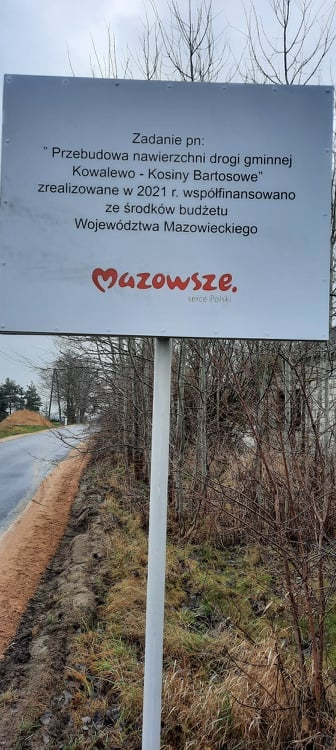 Zadanie pn:
" Przebudowa nawierzchni drogi gminnej
Kowalewo - Kosiny Bartosowe"
zrealizowane w 2021 r. współfinansowano
ze środków budżetu
Województwa Mazowieckiego
Mazowsze.
serce Polski